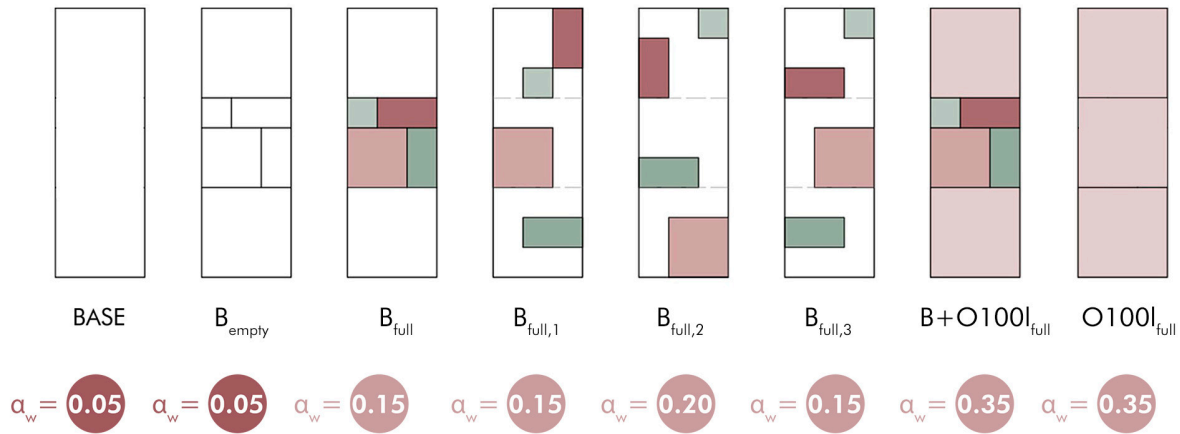 BASE
B_empty
B_full
B_full,1
B_full,2
B_full,3
B+O100l_full
O100l_full
α_w= 0.05
α_w= 0.05
α_w= 0.15
α_w= 0.15
α_w= 0.20
α_w= 0.15
α_w= 0.35
α_w= 0.35